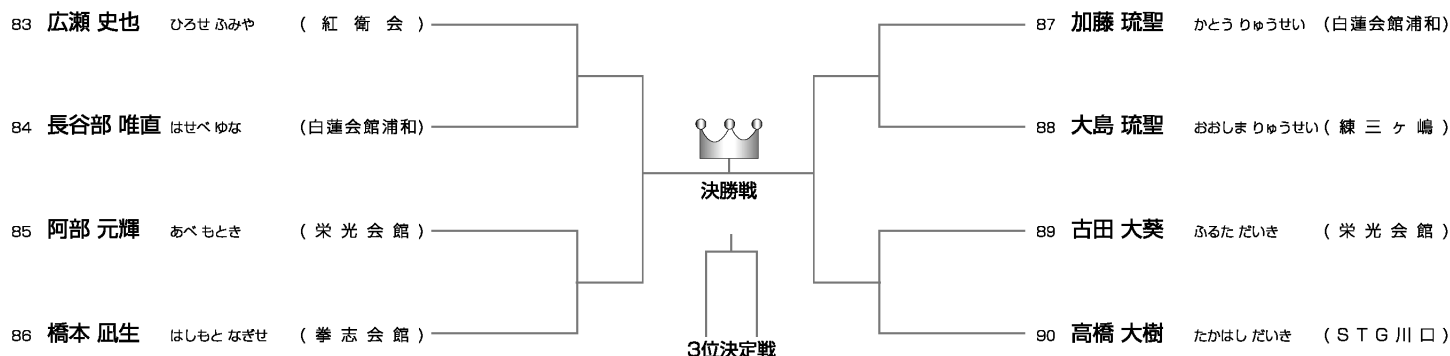 83 広瀬 史也 ひろせ ふみや (紅衛会)
84 長谷部 唯直 はせべ ゆな (白蓮会館浦和)
85 阿部 元輝 あべ もとき (栄光会館)
86 橋本 凪生 はしもと なぎせ (拳志会館)
決勝戦
3位決定戦
87 加藤 琉聖 かとう りゅうせい (白蓮会館浦和)
88 大島 琉聖 おおしま りゅうせい (練三ヶ嶋)
89 古田 大葵 ふるた だいき (栄光会館)
90 高橋 大樹 たかはし だいき (STG川口)